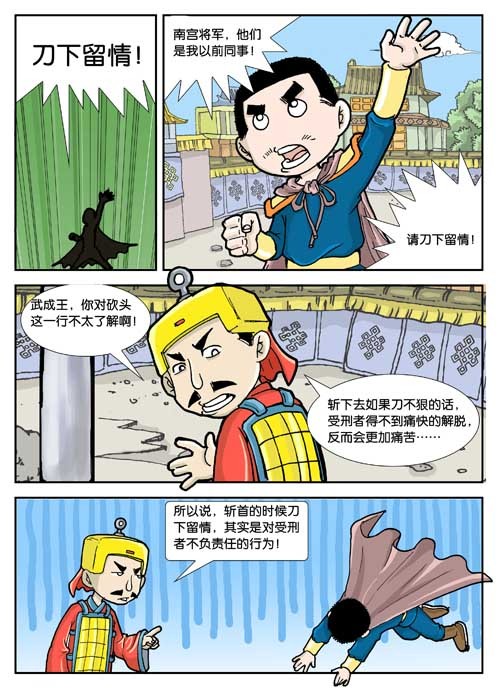 刀下留情！
南宫将军，他们
是我以前同事！
请刀下留情！
武成王，你对砍头
这一行不太了解啊！
斩下去如果刀不狠的话，
受刑者得不到痛快的解脱，
反而会更加痛苦……
所以说，斩首的时候刀
下留情，其实是对受刑
者不负责任的行为！